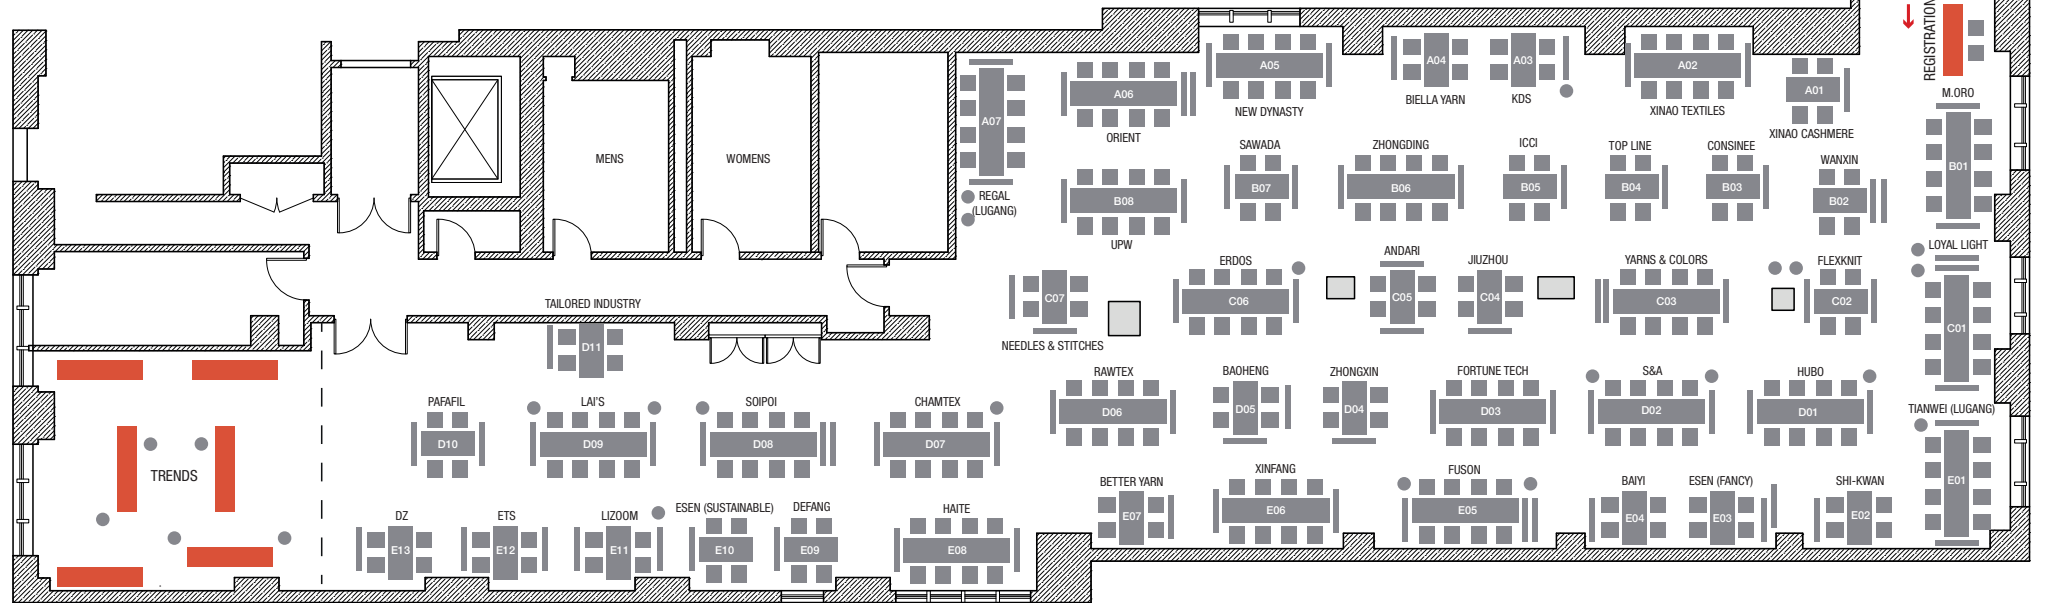 REGISTRATION
A07
REGAL
(LUGANG)
A06
ORIENT
A05
NEW DYNASTY
A04
BIELLA YARN
A03
KDS
A02
XINAO TEXTILES
A01
XINAO CASHMERE
M.ORO
B01
MENS
WOMENS
B08
UPW
SAWADA
B07
ZHONGDING
B06
ICCI
B05
TOP LINE
B04
CONSINEE
B03
WANXIN
B02
LOYAL LIGHT
C01
TAILORED INDUSTRY
D11
C07
NEEDLES & STITCHES
ERDOS
C06
ANDARI
C05
JIUZHOU
C04
YARNS & COLORS
C03
FLEXKNIT
C02
RAWTEX
D06
BAOHENG
D05
ZHONGXIN
D04
FORTUNE TECH
D03
S&A
D02
HUBO
D01
TIANWEI (LUGANG)
E01
PAFAFIL
D10
LAI'S
D09
SOIPOI
D08
CHAMTEX
D07
TRENDS
DZ
E13
ETS
E12
LIZOOM
E11
ESEN (SUSTAINABLE)
E10
DEFANG
E09
HAITE
E08
BETTER YARN
E07
XINFANG
E06
FUSON
E05
BAIYI
E04
ESEN (FANCY)
E03
SHI-KWAN
E02